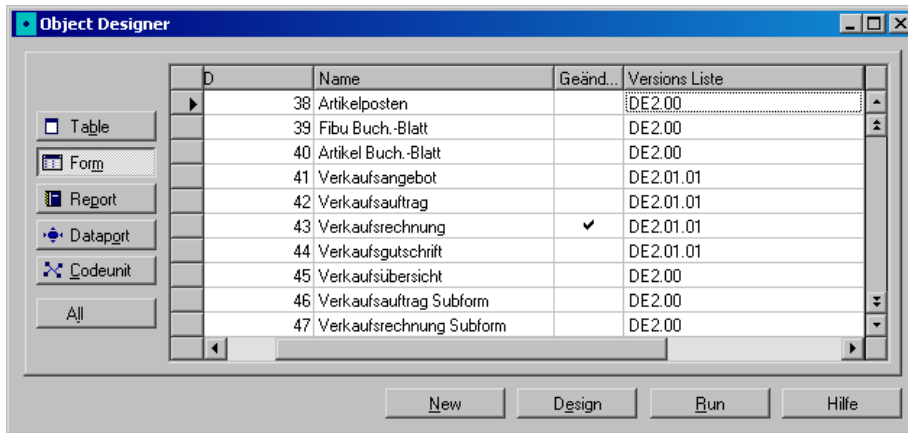 Object Designer
D Name Geänd... Versions Liste
38 Artikelposten DE2.00
39 Fibu Buch.-Blatt DE2.00
40 Artikel Buch.-Blatt DE2.00
41 Verkaufsangebot DE2.01.01
42 Verkaufsauftrag DE2.01.01
43 Verkaufsrechnung ✔ DE2.01.01
44 Verkaufsgutschrift DE2.01.01
45 Verkaufsübersicht DE2.00
46 Verkaufsauftrag Subform DE2.00
47 Verkaufsrechnung Subform DE2.00
Table
Form
Report
Dataport
Codeunit
All
New Design Run Hilfe